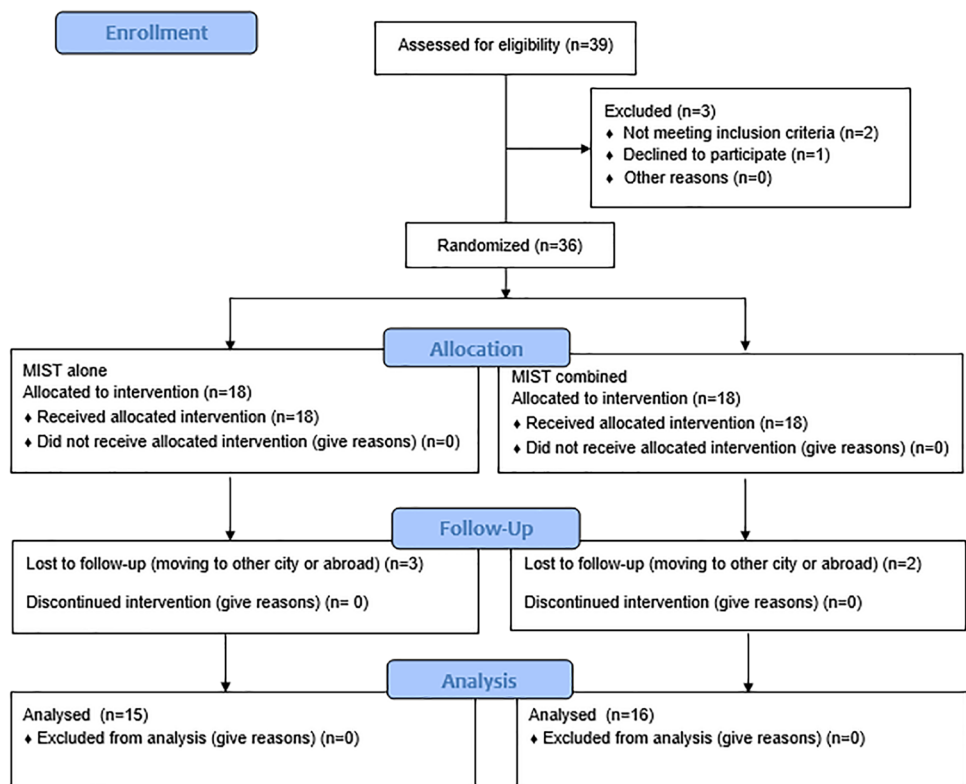 Enrollment
Assessed for eligibility (n=39)
Excluded (n=3)
♦ Not meeting inclusion criteria (n=2)
♦ Declined to participate (n=1)
♦ Other reasons (n=0)
Randomized (n=36)
Allocation
MIST alone
Allocated to intervention (n=18)
♦ Received allocated intervention (n=18)
♦ Did not receive allocated intervention (give reasons) (n=0)
MIST combined
Allocated to intervention (n=18)
♦ Received allocated intervention (n=18)
♦ Did not receive allocated intervention (give reasons) (n=0)
Follow-Up
Lost to follow-up (moving to other city or abroad) (n=3)
Discontinued intervention (give reasons) (n= 0)
Lost to follow-up (moving to other city or abroad) (n=2)
Discontinued intervention (give reasons) (n=0)
Analysis
Analysed (n=15)
♦ Excluded from analysis (give reasons) (n=0)
Analysed (n=16)
♦ Excluded from analysis (give reasons) (n=0)